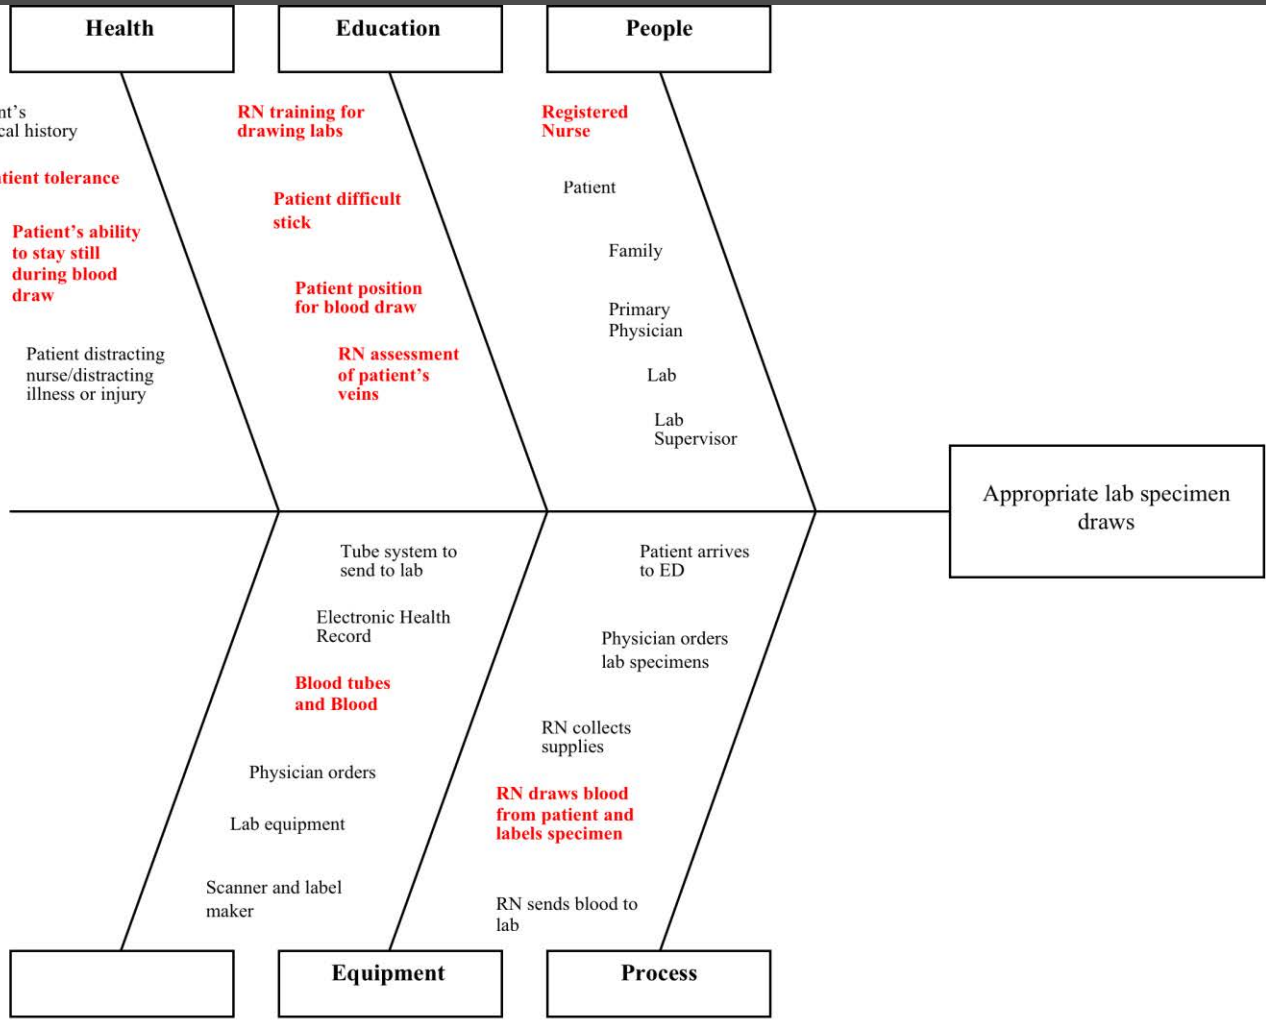 Health
Education
People
nt's
cal history
tient tolerance
Patient's ability
to stay still
during blood
draw
Patient distracting
nurse/distracting
illness or injury
RN training for
drawing labs
Patient difficult
stick
Patient position
for blood draw
RN assessment
of patient's
veins
Registered
Nurse
Patient
Family
Primary
Physician
Lab
Lab
Supervisor
Appropriate lab specimen
draws
Tube system to
send to lab
Electronic Health
Record
Blood tubes
and Blood
Physician orders
Lab equipment
Scanner and label
maker
Patient arrives
to ED
Physician orders
lab specimens
RN collects
supplies
RN draws blood
from patient and
labels specimen
RN sends blood to
lab
Equipment
Process